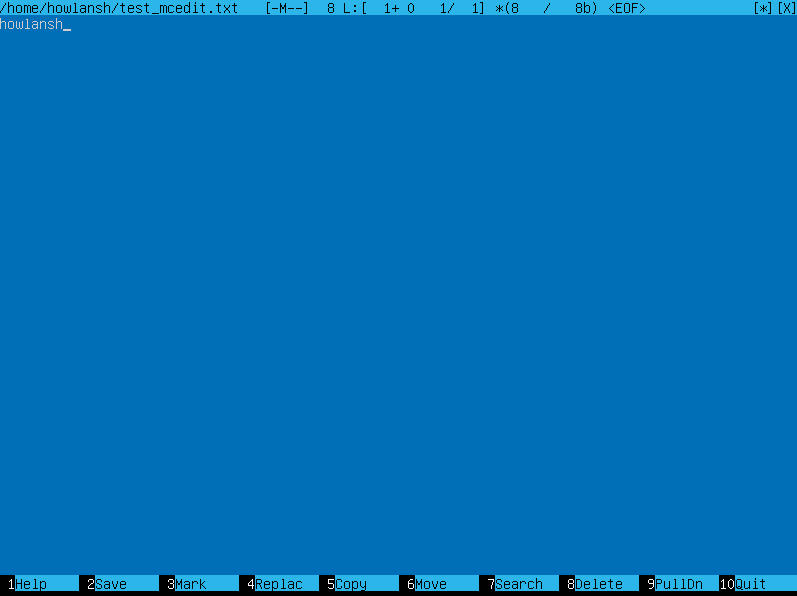 /home/howlansh/test_mcedit.txt [-M--] 8 L:[ 1+ 0 1/ 1] *(8 / 8b) <EOF> [*][X]
howlansh_
1Help 2Save 3Mark 4Replac 5Copy 6Move 7Search 8Delete 9PullDn 10Quit